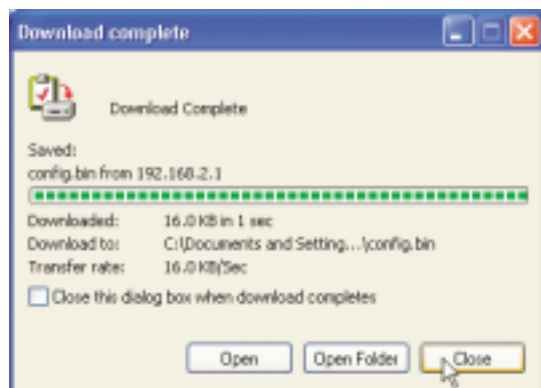 Download complete
Download Complete
Saved:
config.bin from 192.168.2.1
Downloaded: 16.0 KB in 1 sec
Download to: C:\Documents and Setting...\config.bin
Transfer rate: 16.0 KB/Sec
Close this dialog box when download completes
Open Open Folder Close